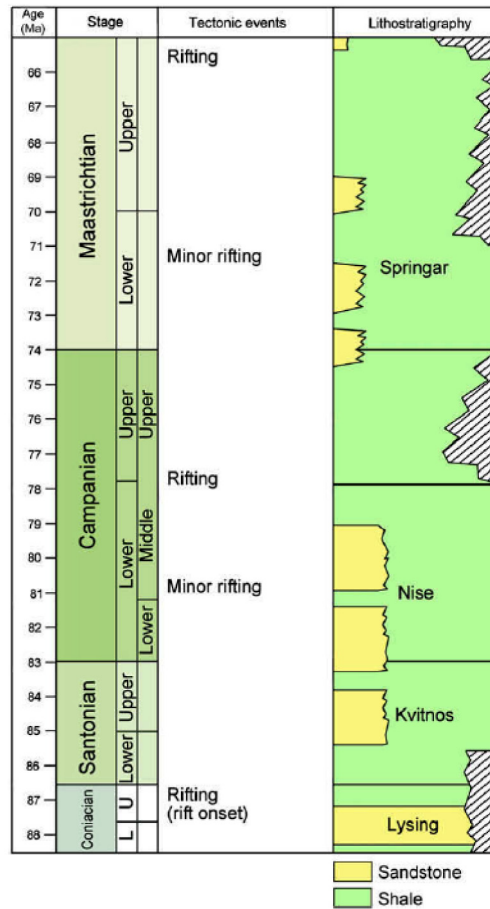 Age
(Ma)
Stage
Tectonic events
Lithostratigraphy
66
67
68
69
70
71
72
73
74
75
76
77
78
79
80
81
82
83
84
85
86
87
88
Maastrichtian
Upper
Lower
Campanian
Upper
Lower
Upper
Middle
Lower
Santonian
Upper
Lower
Coniacian
U
L
Rifting
Minor rifting
Rifting
Minor rifting
Rifting
(rift onset)
Springar
Nise
Kvitnos
Lysing
Sandstone
Shale